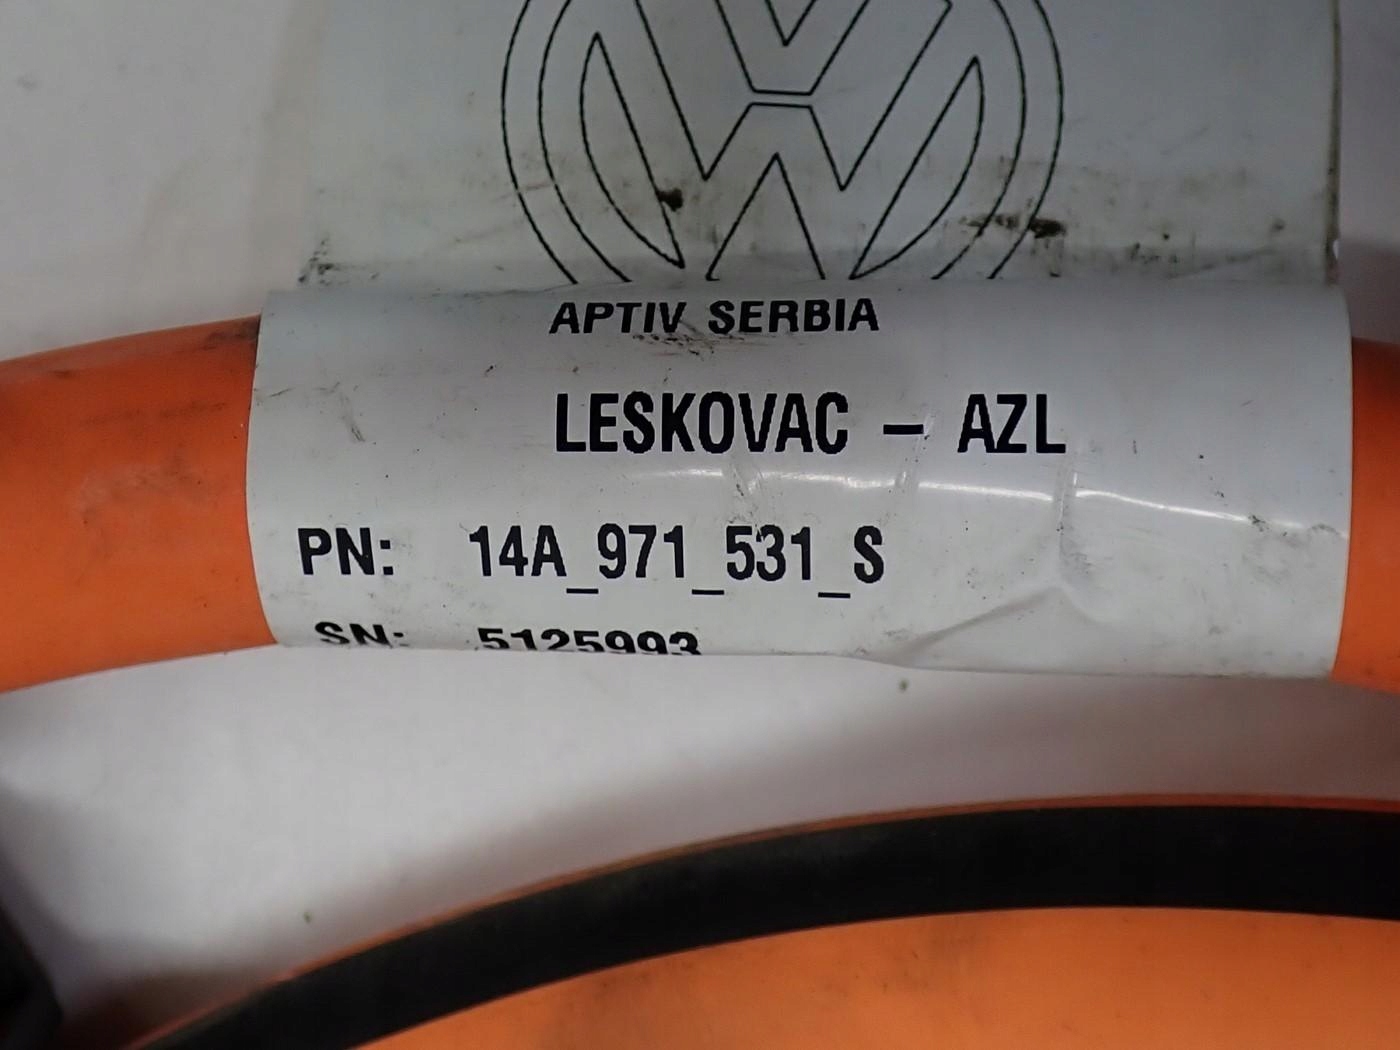 APTIV SERBIA
LESKOVAC - AZL
PN: 14A_971_531_S
SN: 5125993